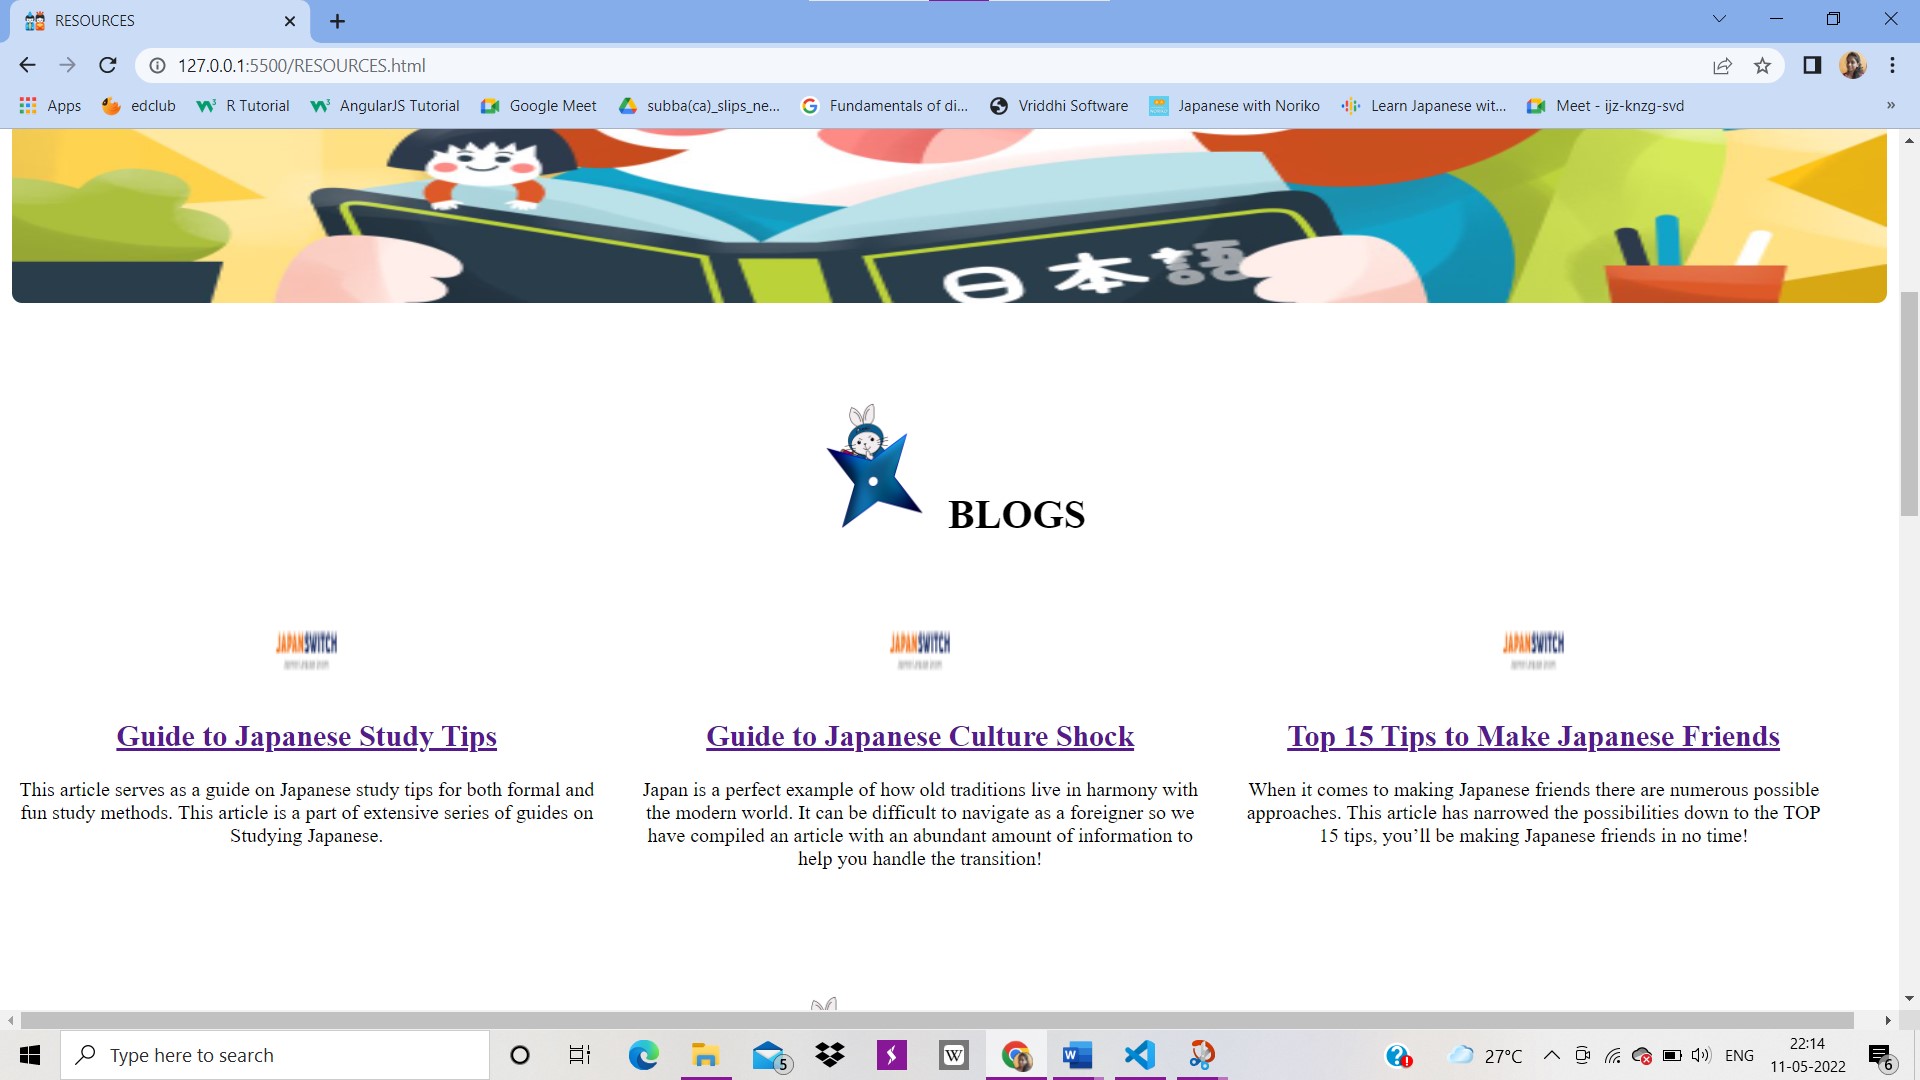 RESOURCES
127.0.0.1:5500/RESOURCES.html
Apps edclub R Tutorial AngularJS Tutorial Google Meet subba(ca)_slips_ne... Fundamentals of di... Vriddhi Software Japanese with Noriko Learn Japanese wit... Meet - ijz-knzg-svd »
日本語
BLOGS
JAPANSWITCH JAPANSWITCH JAPANSWITCH
Guide to Japanese Study Tips
This article serves as a guide on Japanese study tips for both formal and
fun study methods. This article is a part of extensive series of guides on
Studying Japanese.
Guide to Japanese Culture Shock
Japan is a perfect example of how old traditions live in harmony with
the modern world. It can be difficult to navigate as a foreigner so we
have compiled an article with an abundant amount of information to
help you handle the transition!
Top 15 Tips to Make Japanese Friends
When it comes to making Japanese friends there are numerous possible
approaches. This article has narrowed the possibilities down to the TOP
15 tips, you’ll be making Japanese friends in no time!
Type here to search
5
W
27°C
ENG
22:14
11-05-2022
6